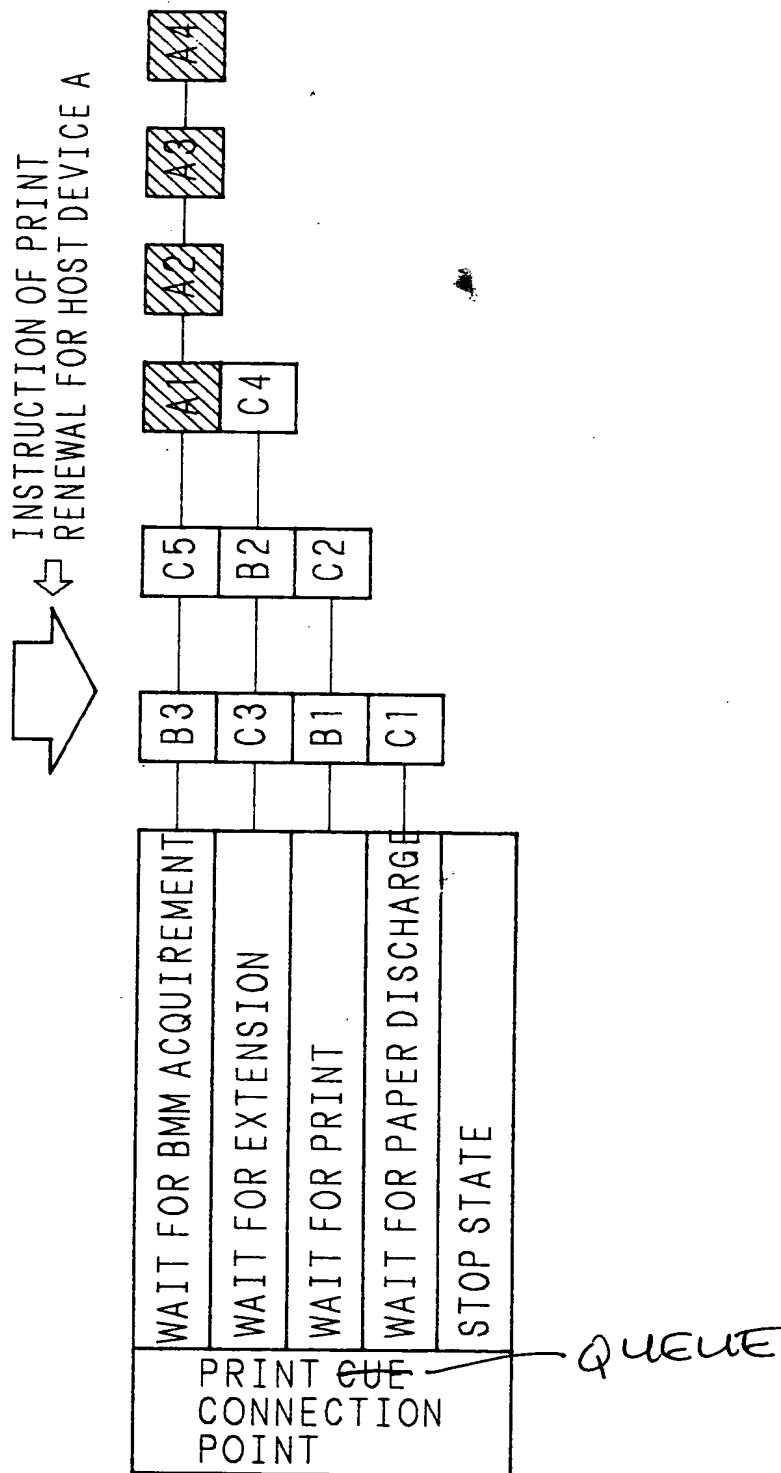 INSTRUCTION OF PRINT
RENEWAL FOR HOST DEVICE A
PRINT CUE
CONNECTION
POINT
QUEUE
WAIT FOR BMM ACQUIREMENT
B3
C5
A1
A2
A3
A4
WAIT FOR EXTENSION
C3
B2
C4
WAIT FOR PRINT
B1
C2
WAIT FOR PAPER DISCHARGE
C1
STOP STATE